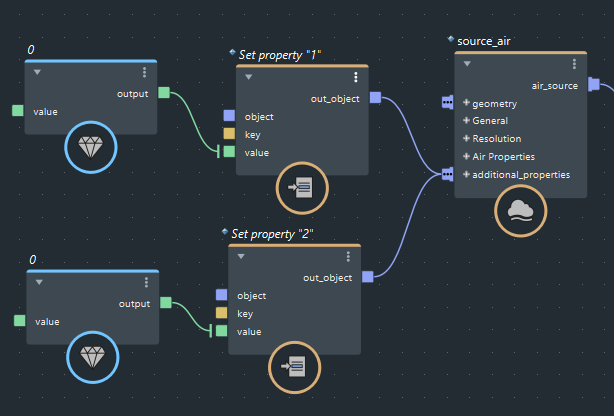 0
output
value
Set property "1"
out_object
object
key
value
source_air
air_source
+ geometry
+ General
+ Resolution
+ Air Properties
+ additional_properties
0
output
value
Set property "2"
out_object
object
key
value